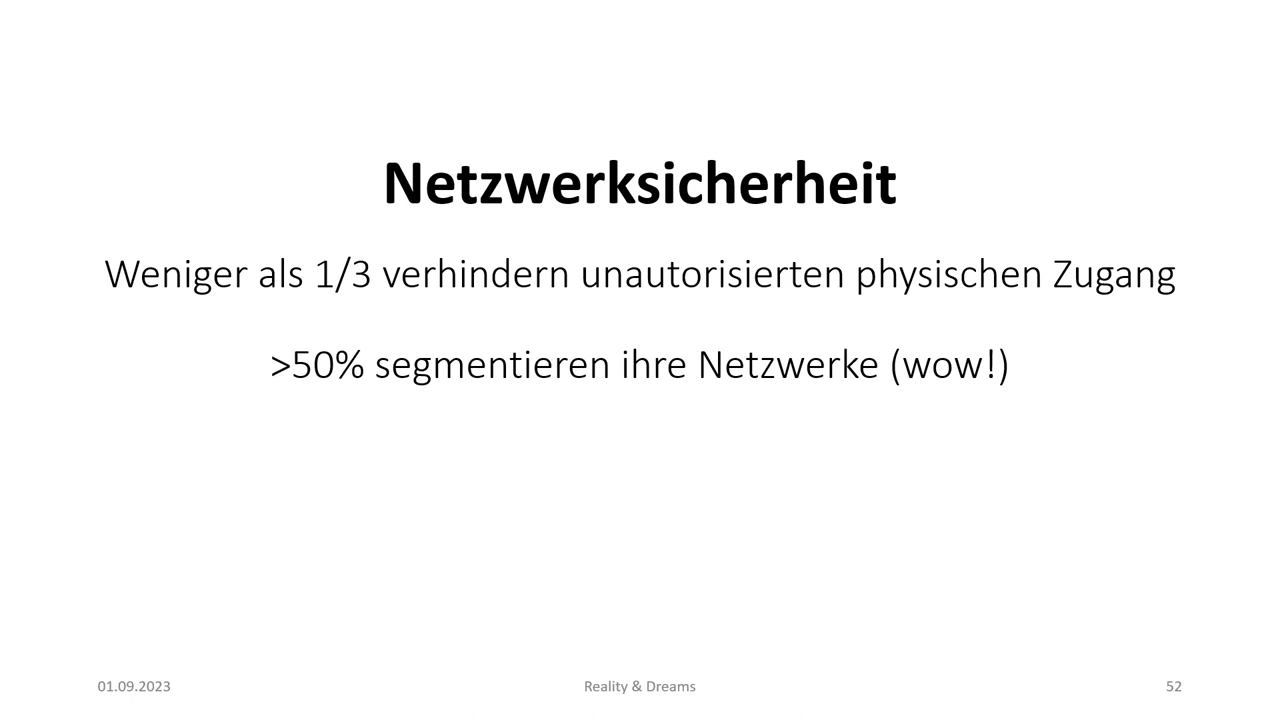 Netzwerksicherheit
Weniger als 1/3 verhindern unautorisierten physischen Zugang
>50% segmentieren ihre Netzwerke (wow!)
01.09.2023
Reality & Dreams
52